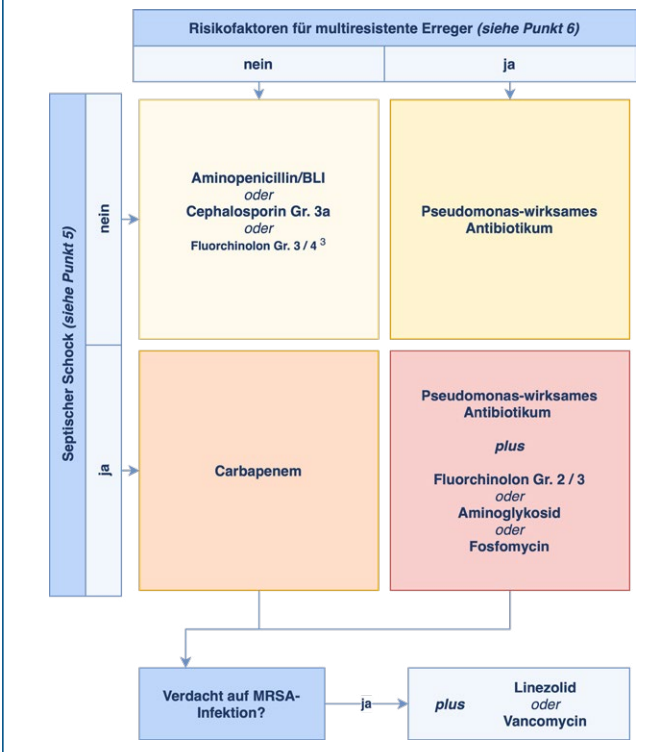 Risikofaktoren für multiresistente Erreger (siehe Punkt 6)
nein
ja
Septischer Schock (siehe Punkt 5)
nein
Aminopenicillin/BLI
oder
Cephalosporin Gr. 3a
oder
Fluorchinolon Gr. 3 / 4 3
Pseudomonas-wirksames
Antibiotikum
ja
Carbapenem
Pseudomonas-wirksames
Antibiotikum
plus
Fluorchinolon Gr. 2 / 3
oder
Aminoglykosid
oder
Fosfomycin
Verdacht auf MRSA-
Infektion?
ja
plus
Linezolid
oder
Vancomycin